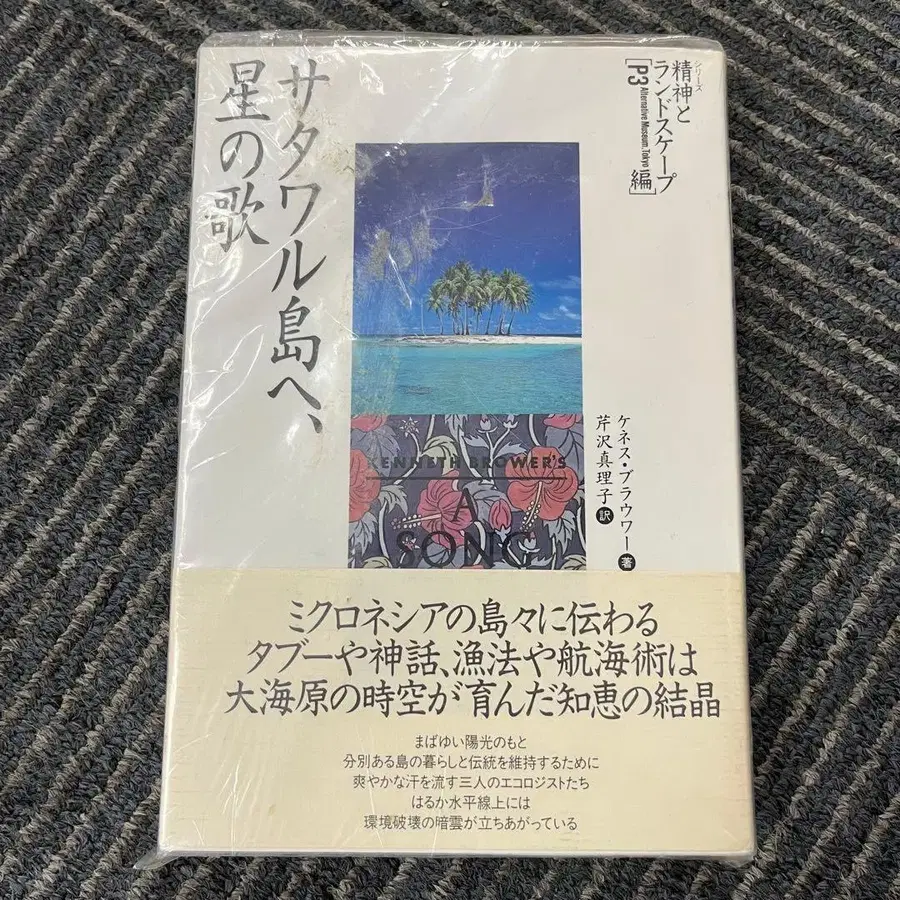 シリーズ
精神と
ランドスケープ
[P3 Alternative Museum, Tokyo 編]
サタワル島へ、
星の歌
ケネス・ブラウワー 著
芹沢真理子 訳
KENNETH BROWER'S
A
SONG
ミクロネシアの島々に伝わる
タブーや神話、漁法や航海術は
大海原の時空が育んだ知恵の結晶
まばゆい陽光のもと
分別ある島の暮らしと伝統を維持するために
爽やかな汗を流す三人のエコロジストたち
はるか水平線上には
環境破壊の暗雲が立ちあがっている